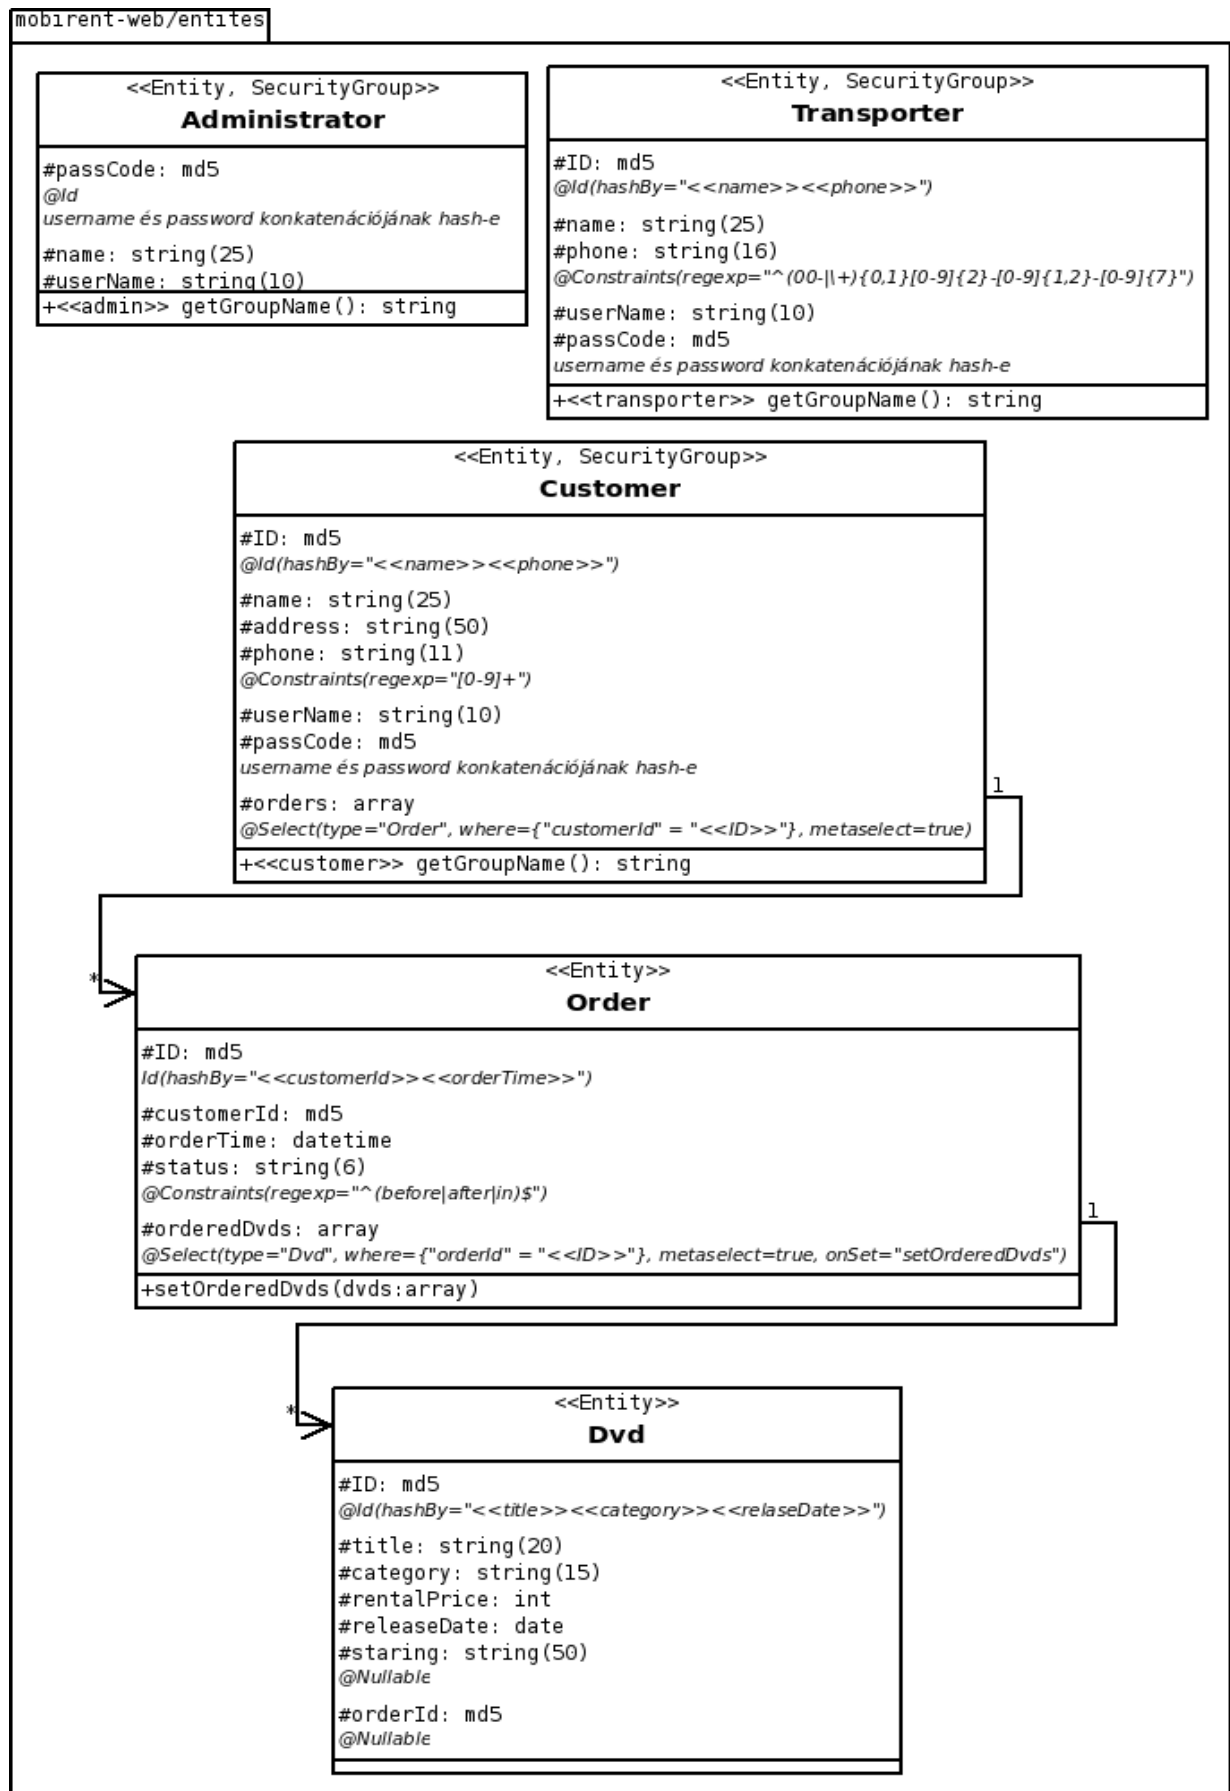 mobirent-web/entites
<<Entity, SecurityGroup>>
Administrator
#passCode: md5
@Id
username és password konkatenációjának hash-e
#name: string(25)
#userName: string(10)
+<<admin>> getGroupName(): string
<<Entity, SecurityGroup>>
Transporter
#ID: md5
@Id(hashBy="<<name>><<phone>>")
#name: string(25)
#phone: string(16)
@Constraints(regexp="^(00-|\+){0,1}[0-9]{2}-[0-9]{1,2}-[0-9]{7}")
#userName: string(10)
#passCode: md5
username és password konkatenációjának hash-e
+<<transporter>> getGroupName(): string
<<Entity, SecurityGroup>>
Customer
#ID: md5
@Id(hashBy="<<name>><<phone>>")
#name: string(25)
#address: string(50)
#phone: string(11)
@Constraints(regexp="[0-9]+")
#userName: string(10)
#passCode: md5
username és password konkatenációjának hash-e
#orders: array
@Select(type="Order", where={"customerId" = "<<ID>>"}, metaselect=true)
+<<customer>> getGroupName(): string
1
*
<<Entity>>
Order
#ID: md5
Id(hashBy="<<customerId>><<orderTime>>")
#customerId: md5
#orderTime: datetime
#status: string(6)
@Constraints(regexp="^(before|after|in)$")
#orderedDvds: array
@Select(type="Dvd", where={"orderId" = "<<ID>>"}, metaselect=true, onSet="setOrderedDvds")
+setOrderedDvds(dvds:array)
1
*
<<Entity>>
Dvd
#ID: md5
@Id(hashBy="<<title>><<category>><<relaseDate>>")
#title: string(20)
#category: string(15)
#rentalPrice: int
#releaseDate: date
#staring: string(50)
@Nullable
#orderId: md5
@Nullable